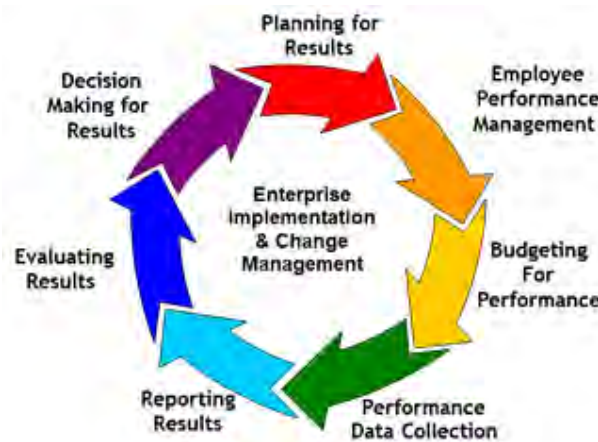 Planning for
Results
Employee
Performance
Management
Budgeting
For
Performance
Performance
Data Collection
Reporting
Results
Evaluating
Results
Decision
Making for
Results
Enterprise
Implementation
& Change
Management